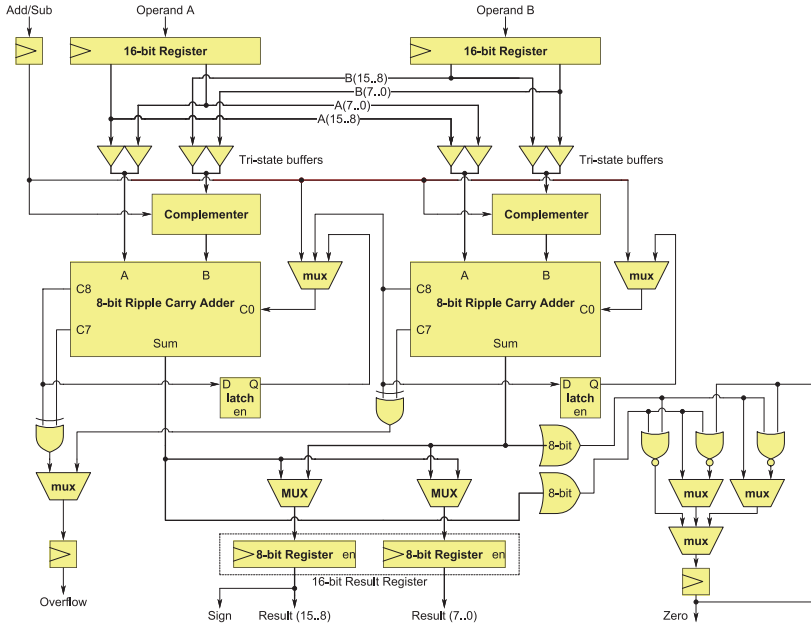 Add/Sub
Operand A
Operand B
16-bit Register
16-bit Register
B(15..8)
B(7..0)
A(7..0)
A(15..8)
Tri-state buffers
Tri-state buffers
Complementer
Complementer
A
B
mux
A
B
mux
C8
8-bit Ripple Carry Adder
C0
C8
8-bit Ripple Carry Adder
C0
C7
C7
Sum
Sum
D
Q
latch
en
D
Q
latch
en
8-bit
8-bit
mux
MUX
MUX
mux
mux
mux
8-bit Register
en
8-bit Register
en
16-bit Result Register
Overflow
Sign
Result (15..8)
Result (7..0)
Zero